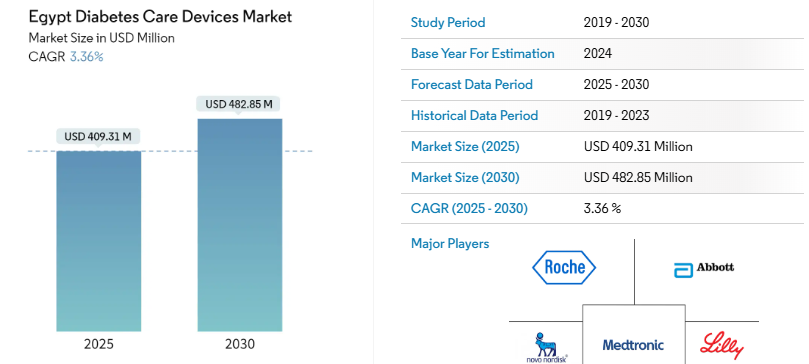 Egypt Diabetes Care Devices Market
Market Size in USD Million
CAGR 3.36%
USD 409.31 M
USD 482.85 M
2025
2030
Study Period 2019 - 2030
Base Year For Estimation 2024
Forecast Data Period 2025 - 2030
Historical Data Period 2019 - 2023
Market Size (2025) USD 409.31 Million
Market Size (2030) USD 482.85 Million
CAGR (2025 - 2030) 3.36 %
Major Players
Roche
Abbott
novo nordisk
Medtronic
Lilly